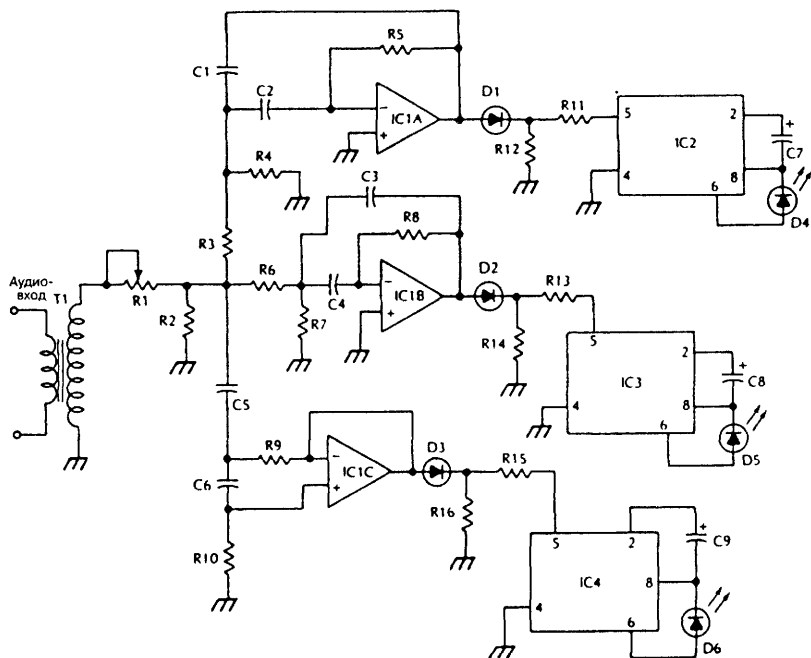 R5
C1
C2
−
IC1A
+
D1
R11
R12
5
2
+
IC2
C7
4
8
6
D4
R4
C3
R3
R8
Аудио-
вход
T1
R1
R6
C4
−
IC1B
+
D2
R13
R2
R7
R14
5
2
+
IC3
C8
4
8
6
D5
C5
R9
−
IC1C
+
D3
R15
C6
R16
R10
5
2
+
C9
IC4
8
4
6
D6